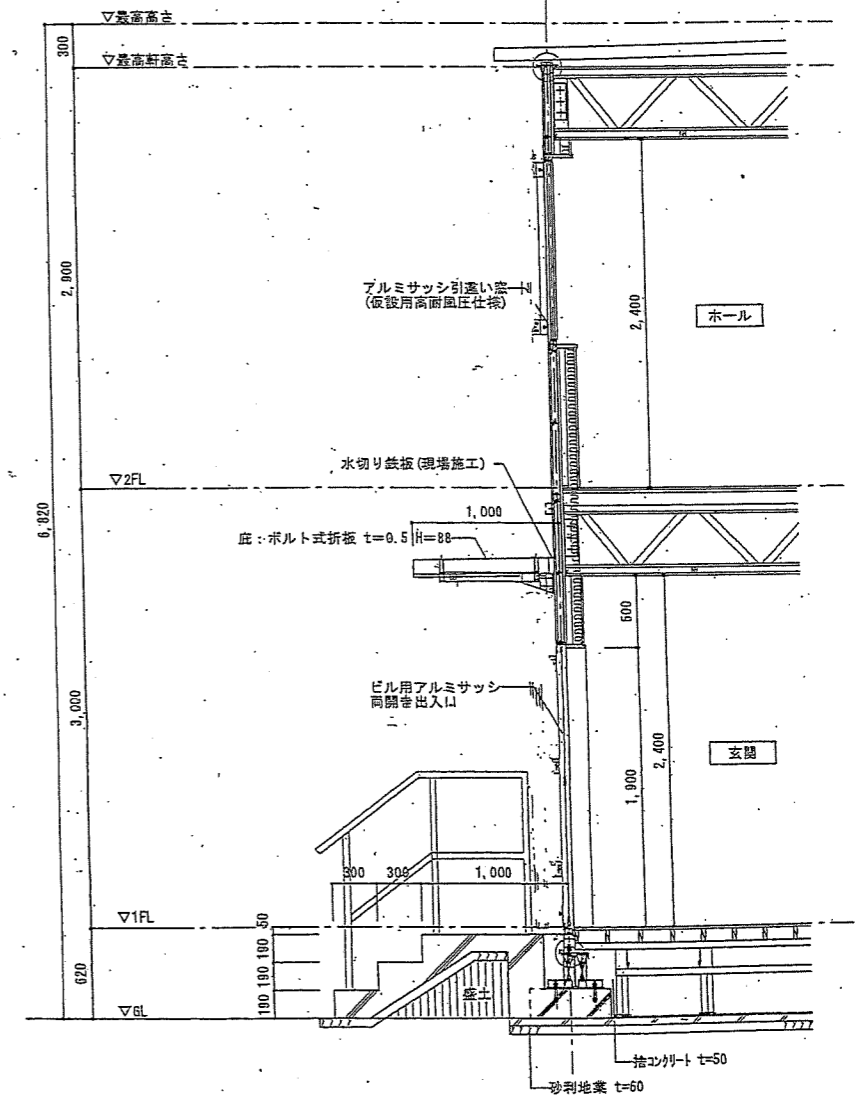 ▽最高高さ
300
▽最高軒高さ
2,900
アルミサッシ引違い窓
(仮設用高耐風圧仕様)
2,400
ホール
水切り鉄板(現場施工)
▽2FL
6,820
1,000
庇:ボルト式折板 t=0.5 H=88
500
ビル用アルミサッシ
両開き出入口
3,000
玄関
1,900
2,400
300
300
1,000
▽1FL
50
190
190
190
620
盛土
▽GL
捨コンクリート t=50
砂利地業 t=60